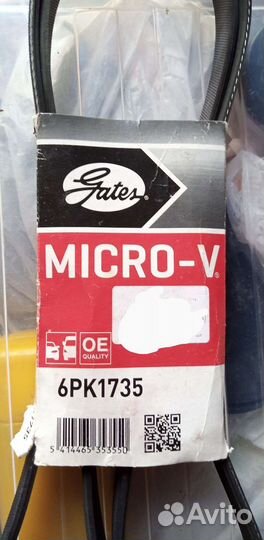 Gates
MICRO-V®
OE
QUALITY
6PK1735
5 414465 353550
Avito